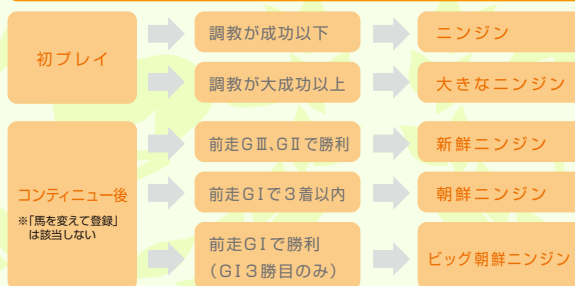 初プレイ
調教が成功以下
ニンジン
調教が大成功以上
大きなニンジン
コンティニュー後
※「馬を変えて登録」
は該当しない
前走GⅢ、GⅡで勝利
新鮮ニンジン
前走GⅠで3着以内
朝鮮ニンジン
前走GⅠで勝利
(GⅠ3勝目のみ)
ビッグ朝鮮ニンジン